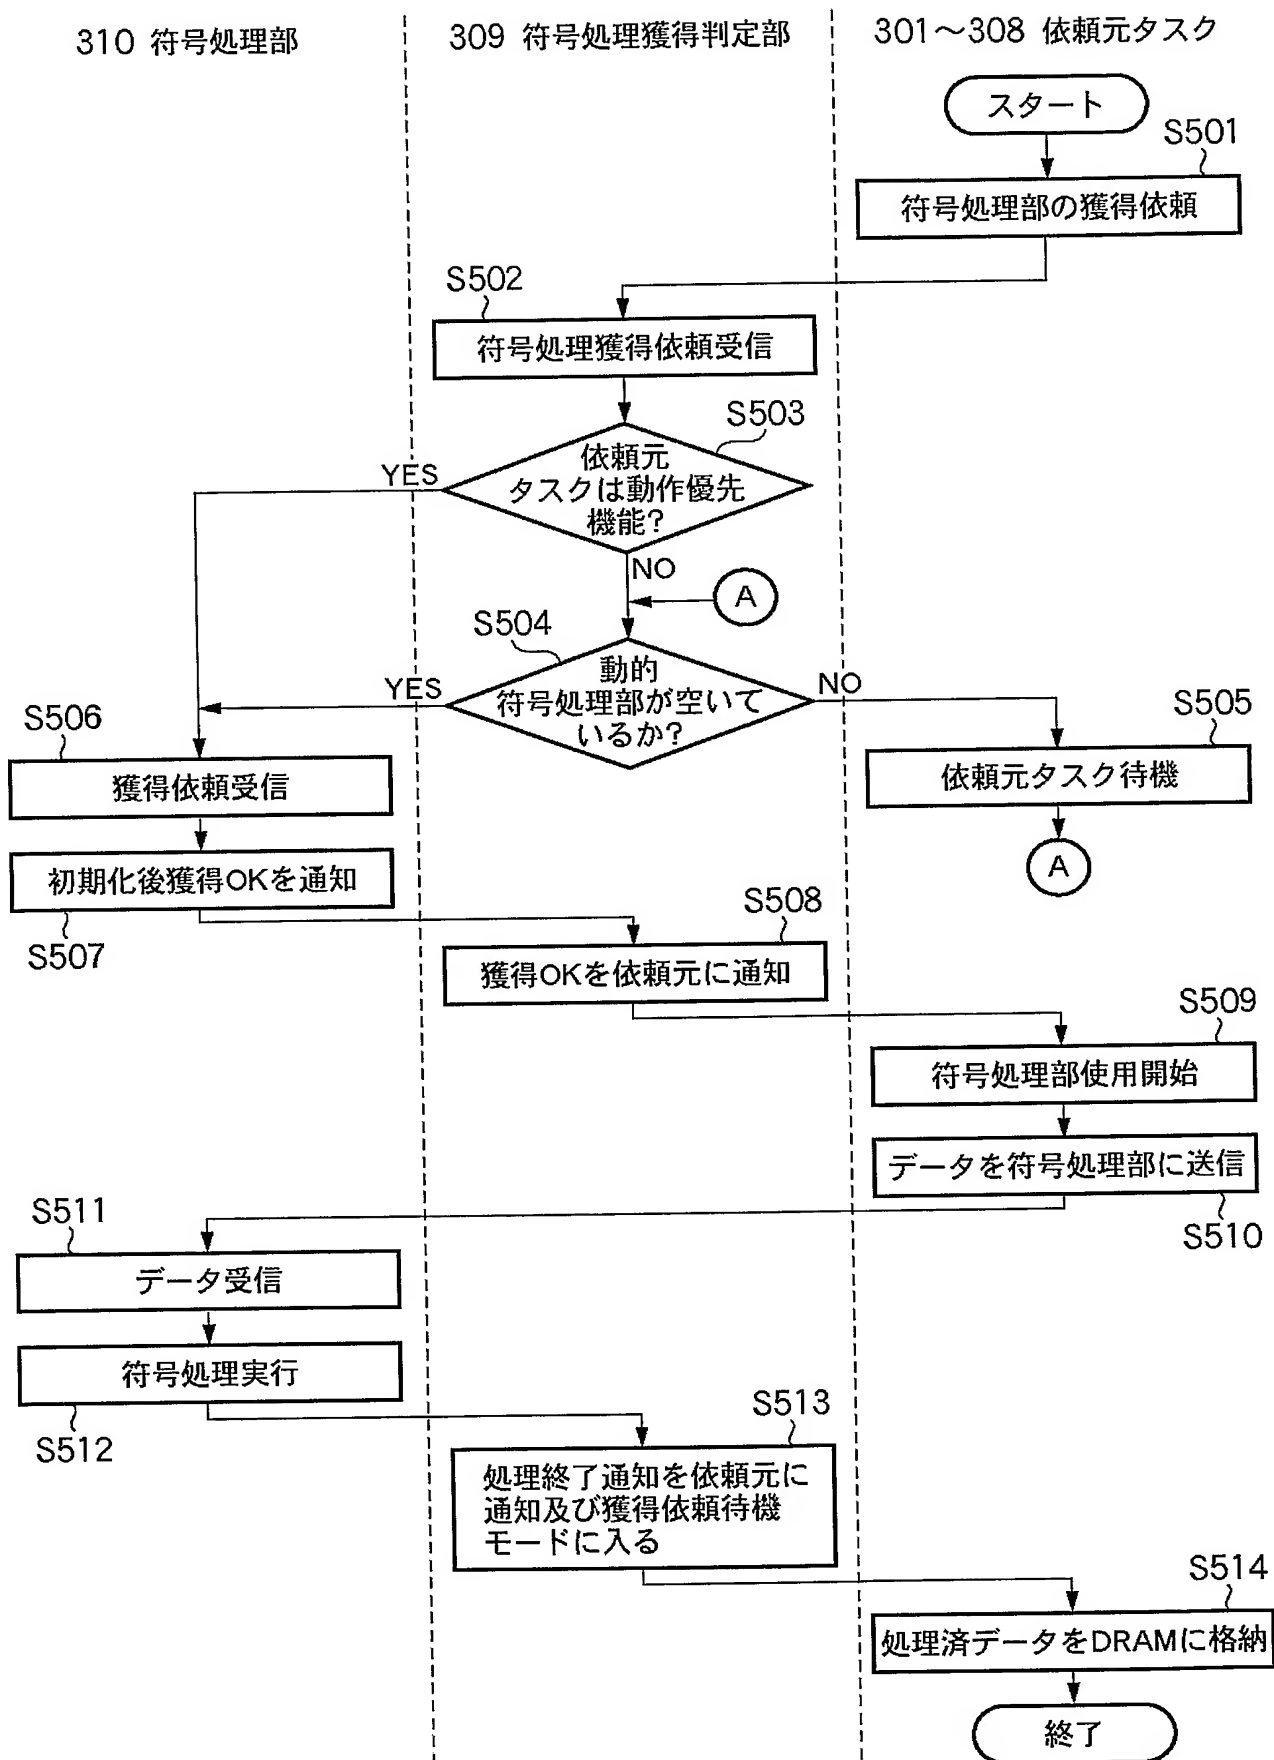 310 符号処理部
309 符号処理獲得判定部
301～308 依頼元タスク
スタート
S501
符号処理部の獲得依頼
S502
符号処理獲得依頼受信
S503
依頼元
タスクは動作優先
機能?
YES
NO
A
S504
動的
符号処理部が空いて
いるか?
YES
NO
S505
依頼元タスク待機
A
S506
獲得依頼受信
初期化後獲得OKを通知
S507
S508
獲得OKを依頼元に通知
S509
符号処理部使用開始
データを符号処理部に送信
S510
S511
データ受信
符号処理実行
S512
S513
処理終了通知を依頼元に
通知及び獲得依頼待機
モードに入る
S514
処理済データをDRAMに格納
終了